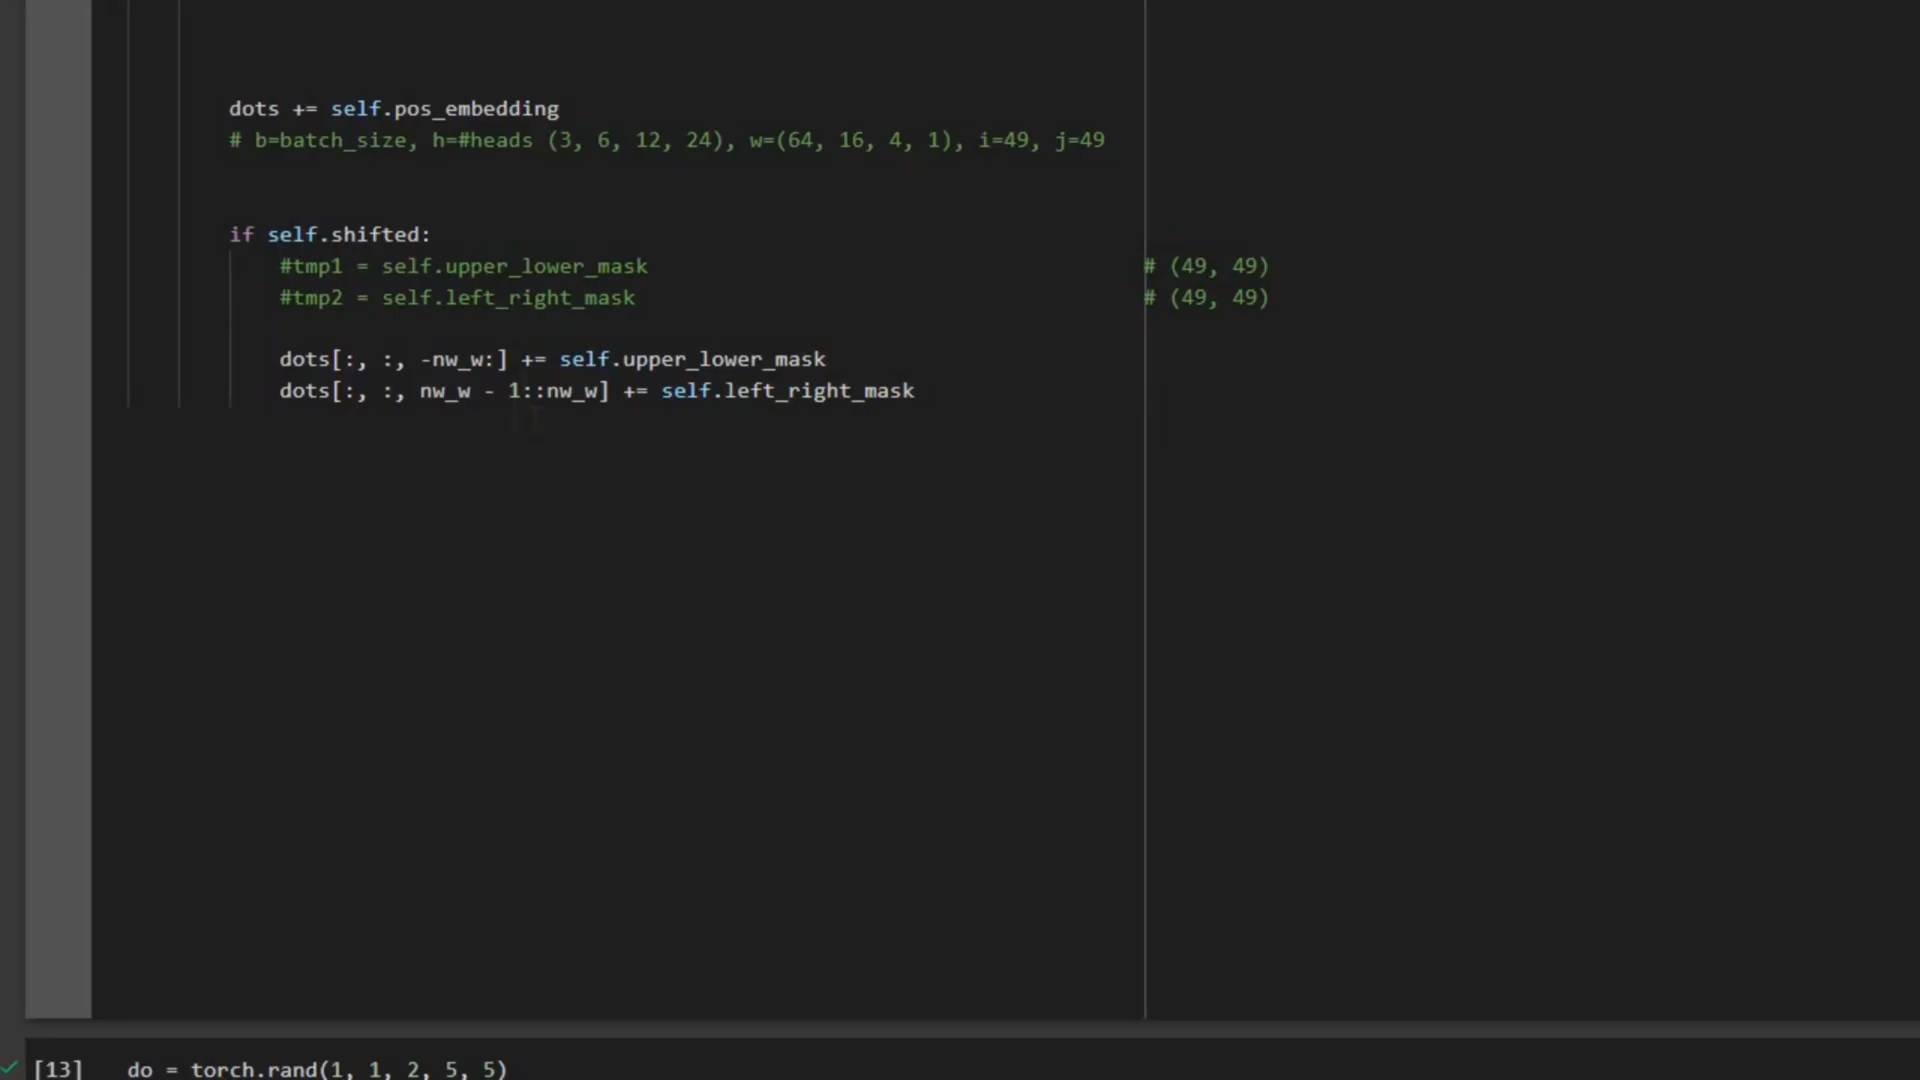 dots += self.pos_embedding
# b=batch_size, h=#heads (3, 6, 12, 24), w=(64, 16, 4, 1), i=49, j=49
if self.shifted:
#tmp1 = self.upper_lower_mask # (49, 49)
#tmp2 = self.left_right_mask # (49, 49)
dots[:, :, -nw_w:] += self.upper_lower_mask
dots[:, :, nw_w - 1::nw_w] += self.left_right_mask
[13] do = torch.rand(1, 1, 2, 5, 5)